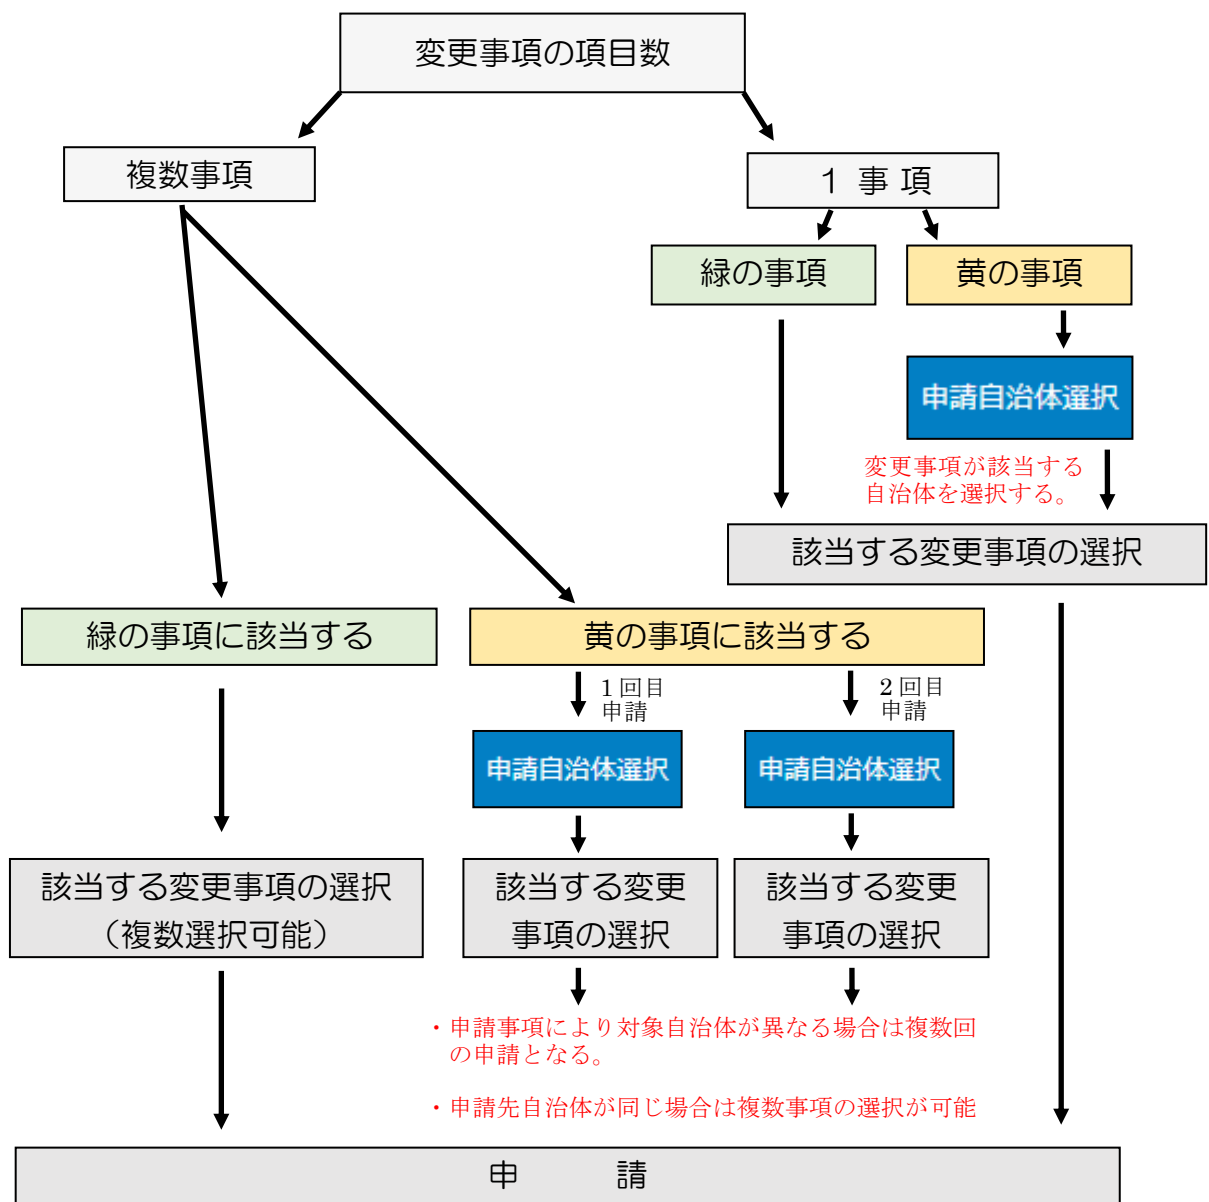 変更事項の項目数
複数事項
1 事 項
緑の事項
黄の事項
申請自治体選択
変更事項が該当する
自治体を選択する。
該当する変更事項の選択
緑の事項に該当する
黄の事項に該当する
1回目
申請
2回目
申請
申請自治体選択
申請自治体選択
該当する変更事項の選択
（複数選択可能）
該当する変更
事項の選択
該当する変更
事項の選択
・申請事項により対象自治体が異なる場合は複数回
の申請となる。
・申請先自治体が同じ場合は複数事項の選択が可能
申 請